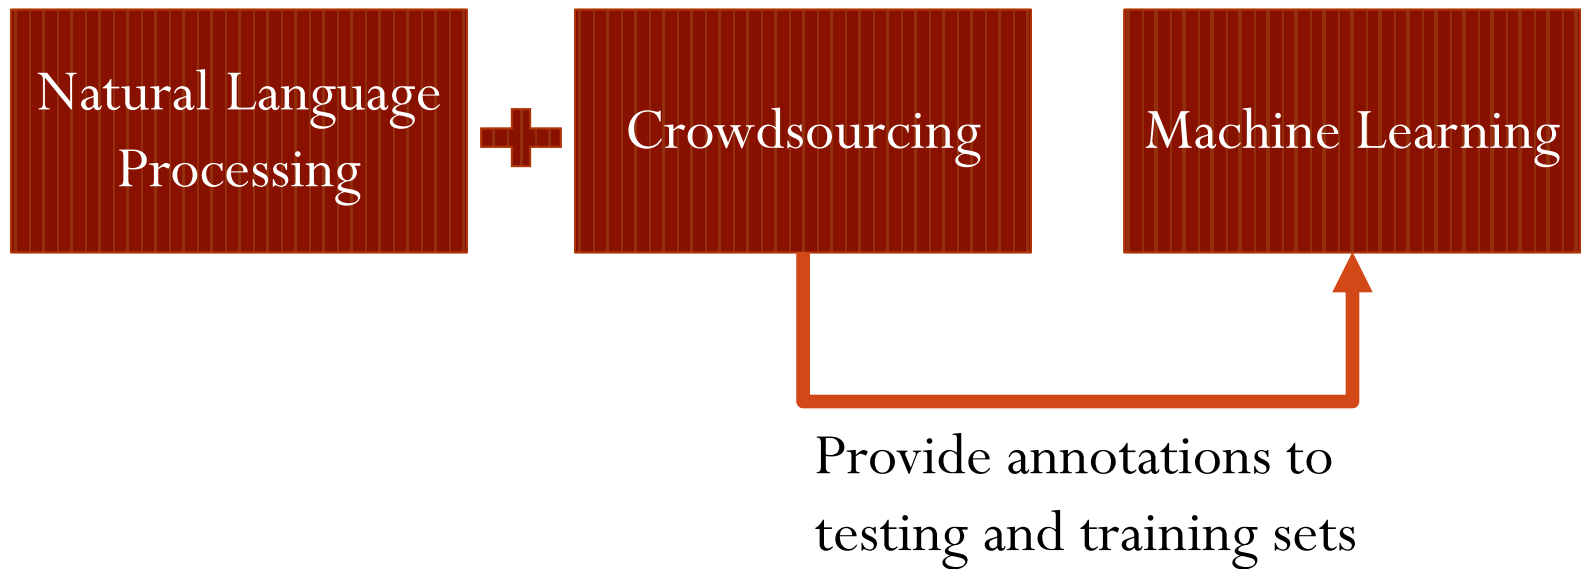 Natural Language
Processing
Crowdsourcing
Machine Learning
Provide annotations to
testing and training sets